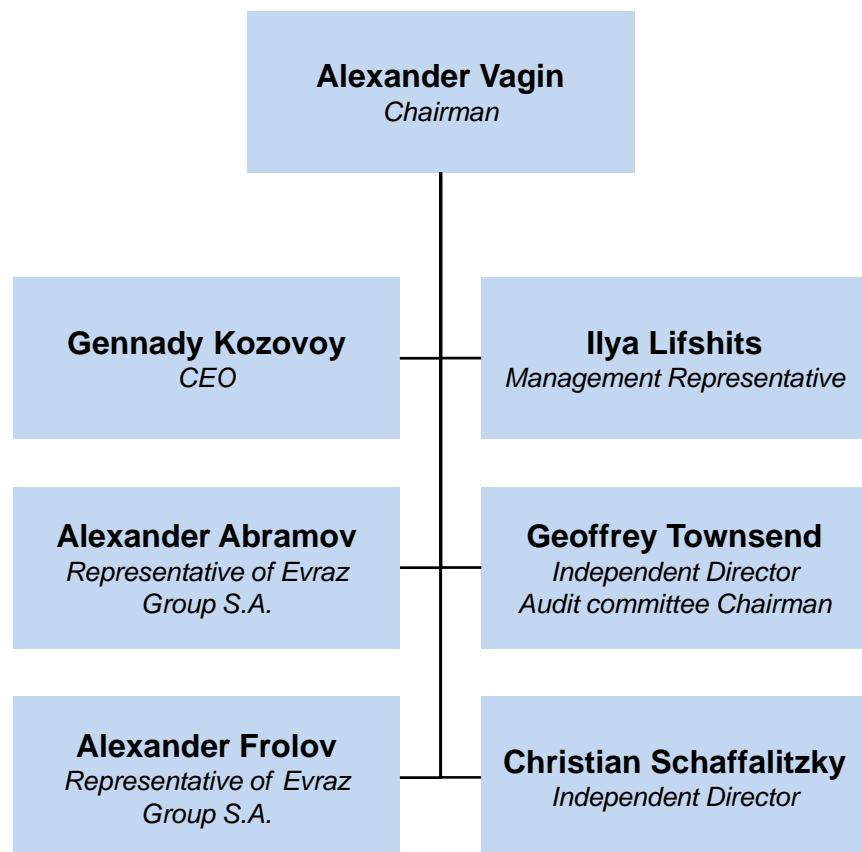 Alexander Vagin
Chairman
Gennady Kozovoy
CEO
Ilya Lifshits
Management Representative
Alexander Abramov
Representative of Evraz
Group S.A.
Geoffrey Townsend
Independent Director
Audit committee Chairman
Alexander Frolov
Representative of Evraz
Group S.A.
Christian Schaffalitzky
Independent Director